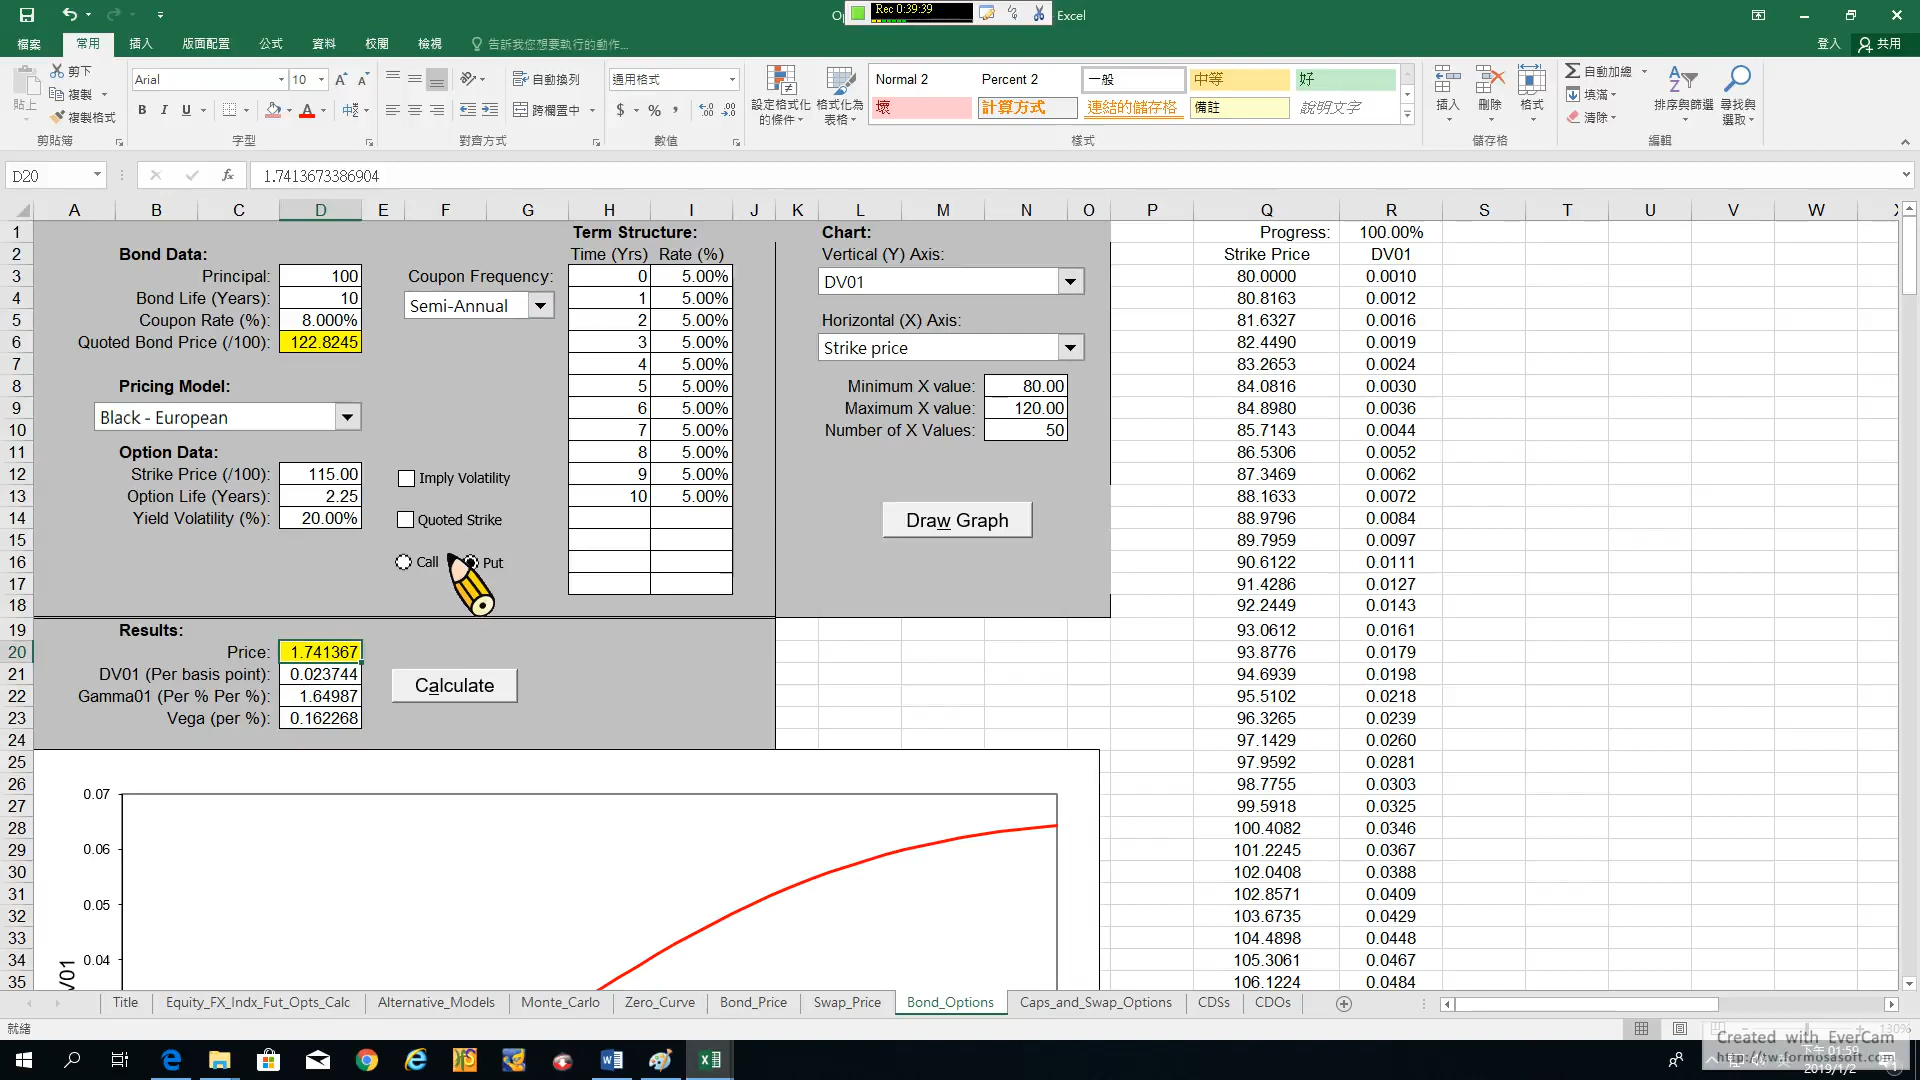 Rec 0:39:39
Excel
檔案 常用 插入 版面配置 公式 資料 校閱 檢視 告訴我您想要執行的動作... 登入 共用
貼上 剪下 複製 複製格式 剪貼簿
Arial 10 B I U 字型
自動換列 跨欄置中 對齊方式
通用格式 $ % 數值
設定格式化的條件 格式化為表格
Normal 2 Percent 2 一般 中等 好
壞 計算方式 連結的儲存格 備註 說明文字
樣式
插入 刪除 格式 儲存格
自動加總 填滿 清除 排序與篩選 尋找與選取 編輯
D20 fx 1.7413673386904
A B C D E F G H I J K L M N O P Q R S T U V W
1 Term Structure: Chart: Progress: 100.00%
2 Bond Data: Time (Yrs) Rate (%) Vertical (Y) Axis: Strike Price DV01
3 Principal: 100 Coupon Frequency: 0 5.00% DV01 80.0000 0.0010
4 Bond Life (Years): 10 Semi-Annual 1 5.00% 80.8163 0.0012
5 Coupon Rate (%): 8.000% 2 5.00% Horizontal (X) Axis: 81.6327 0.0016
6 Quoted Bond Price (/100): 122.8245 3 5.00% Strike price 82.4490 0.0019
7 4 5.00% 83.2653 0.0024
8 Pricing Model: 5 5.00% Minimum X value: 80.00 84.0816 0.0030
9 Black - European 6 5.00% Maximum X value: 120.00 84.8980 0.0036
10 7 5.00% Number of X Values: 50 85.7143 0.0044
11 Option Data: 8 5.00% 86.5306 0.0052
12 Strike Price (/100): 115.00 Imply Volatility 9 5.00% 87.3469 0.0062
13 Option Life (Years): 2.25 10 5.00% 88.1633 0.0072
14 Yield Volatility (%): 20.00% Quoted Strike Draw Graph 88.9796 0.0084
15 89.7959 0.0097
16 Call Put 90.6122 0.0111
17 91.4286 0.0127
18 92.2449 0.0143
19 Results: 93.0612 0.0161
20 Price: 1.741367 93.8776 0.0179
21 DV01 (Per basis point): 0.023744 Calculate 94.6939 0.0198
22 Gamma01 (Per % Per %): 1.64987 95.5102 0.0218
23 Vega (per %): 0.162268 96.3265 0.0239
24 97.1429 0.0260
25 97.9592 0.0281
26 0.07 98.7755 0.0303
27 99.5918 0.0325
28 100.4082 0.0346
29 0.06 101.2245 0.0367
30 102.0408 0.0388
31 0.05 102.8571 0.0409
32 103.6735 0.0429
33 104.4898 0.0448
34 0.04 105.3061 0.0467
35 106.1224 0.0484
Title Equity_FX_Indx_Fut_Opts_Calc Alternative_Models Monte_Carlo Zero_Curve Bond_Price Swap_Price Bond_Options Caps_and_Swap_Options CDSs CDOs
就緒 130%
Created with EverCam
http://tw.formosasoft.com
下午 01:59
2019/1/2